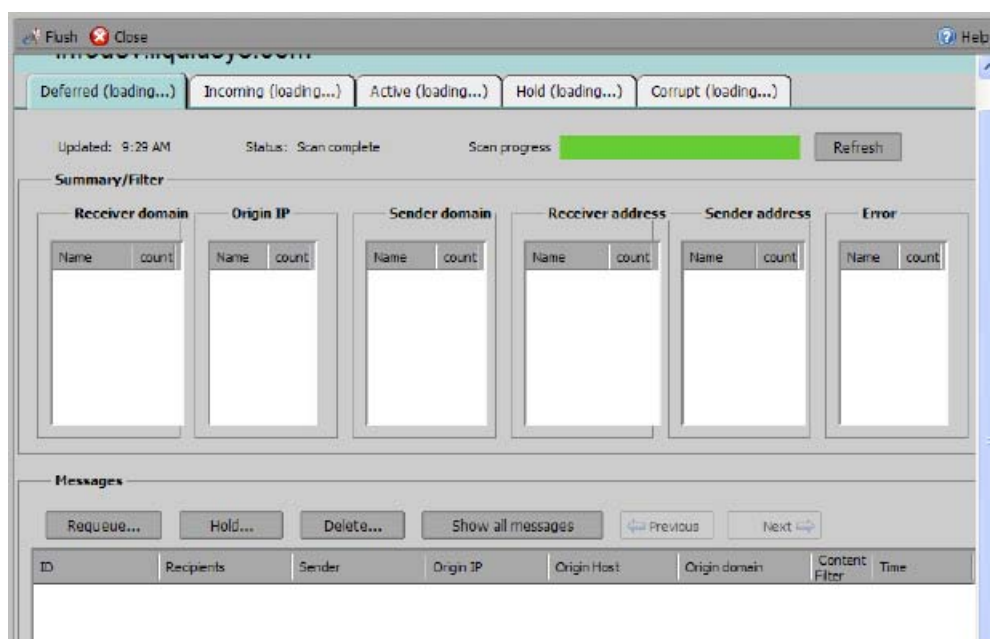 Flush Close Help
Deferred (loading...) Incoming (loading...) Active (loading...) Hold (loading...) Corrupt (loading...)
Updated: 9:29 AM Status: Scan complete Scan progress Refresh
Summary/Filter
Receiver domain Origin IP Sender domain Receiver address Sender address Error
Name count Name count Name count Name count Name count Name count
Messages
Requeue... Hold... Delete... Show all messages Previous Next
ID Recipients Sender Origin IP Origin Host Origin domain Content Filter Time